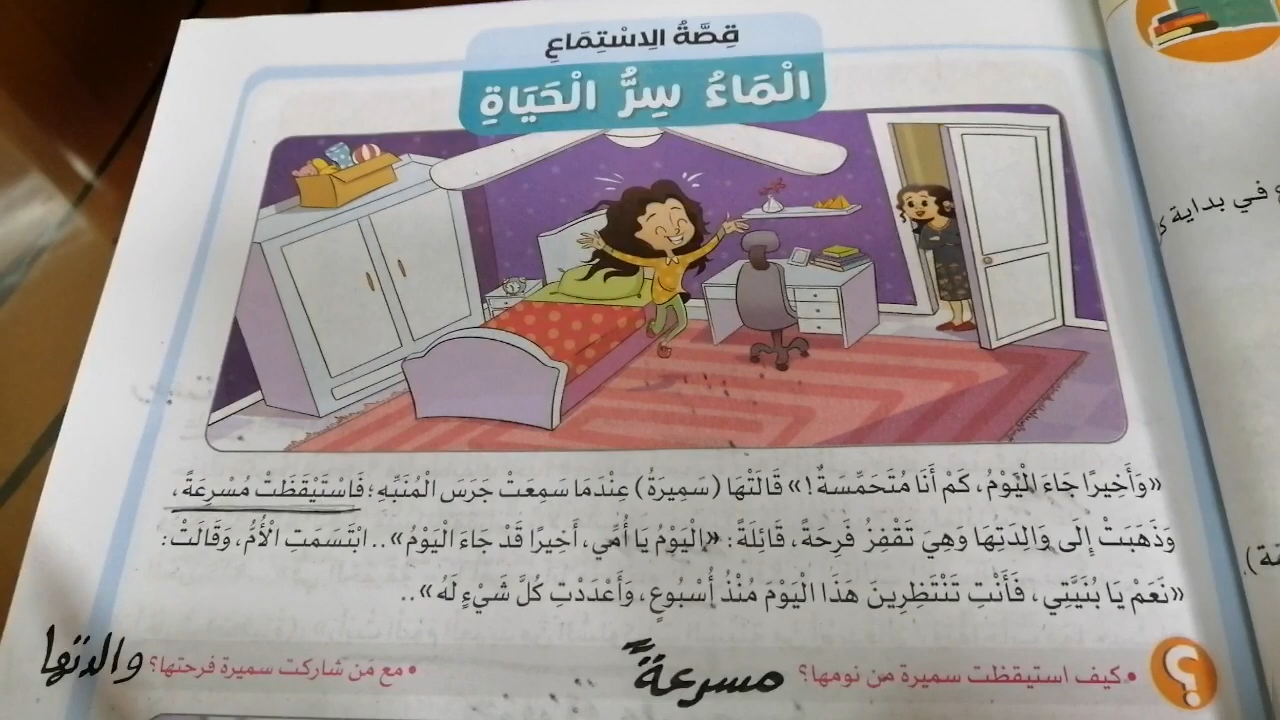 قِصَّةُ الِاسْتِمَاعِ
الْمَاءُ سِرُّ الْحَيَاةِ
«وَأَخِيرًا جَاءَ الْيَوْمُ، كَمْ أَنَا مُتَحَمِّسَةٌ!» قَالَتْهَا (سَمِيرَةُ) عِنْدَمَا سَمِعَتْ جَرَسَ الْمُنَبِّهِ؛ فَاسْتَيْقَظَتْ مُسْرِعَةً،
وَذَهَبَتْ إِلَى وَالِدَتِهَا وَهِيَ تَقْفِزُ فَرِحَةً، قَائِلَةً: «الْيَوْمُ يَا أُمِّي، أَخِيرًا قَدْ جَاءَ الْيَوْمُ».. ابْتَسَمَتِ الْأُمُّ، وَقَالَتْ:
«نَعَمْ يَا بُنَيَّتِي، فَأَنْتِ تَنْتَظِرِينَ هَذَا الْيَوْمَ مُنْذُ أُسْبُوعٍ، وَأَعْدَدْتِ كُلَّ شَيْءٍ لَهُ»..
؟ • كيف استيقظت سميرة من نومها؟ مسرعةً • مع مَن شاركت سميرة فرحتها؟ والدتها
في بداية